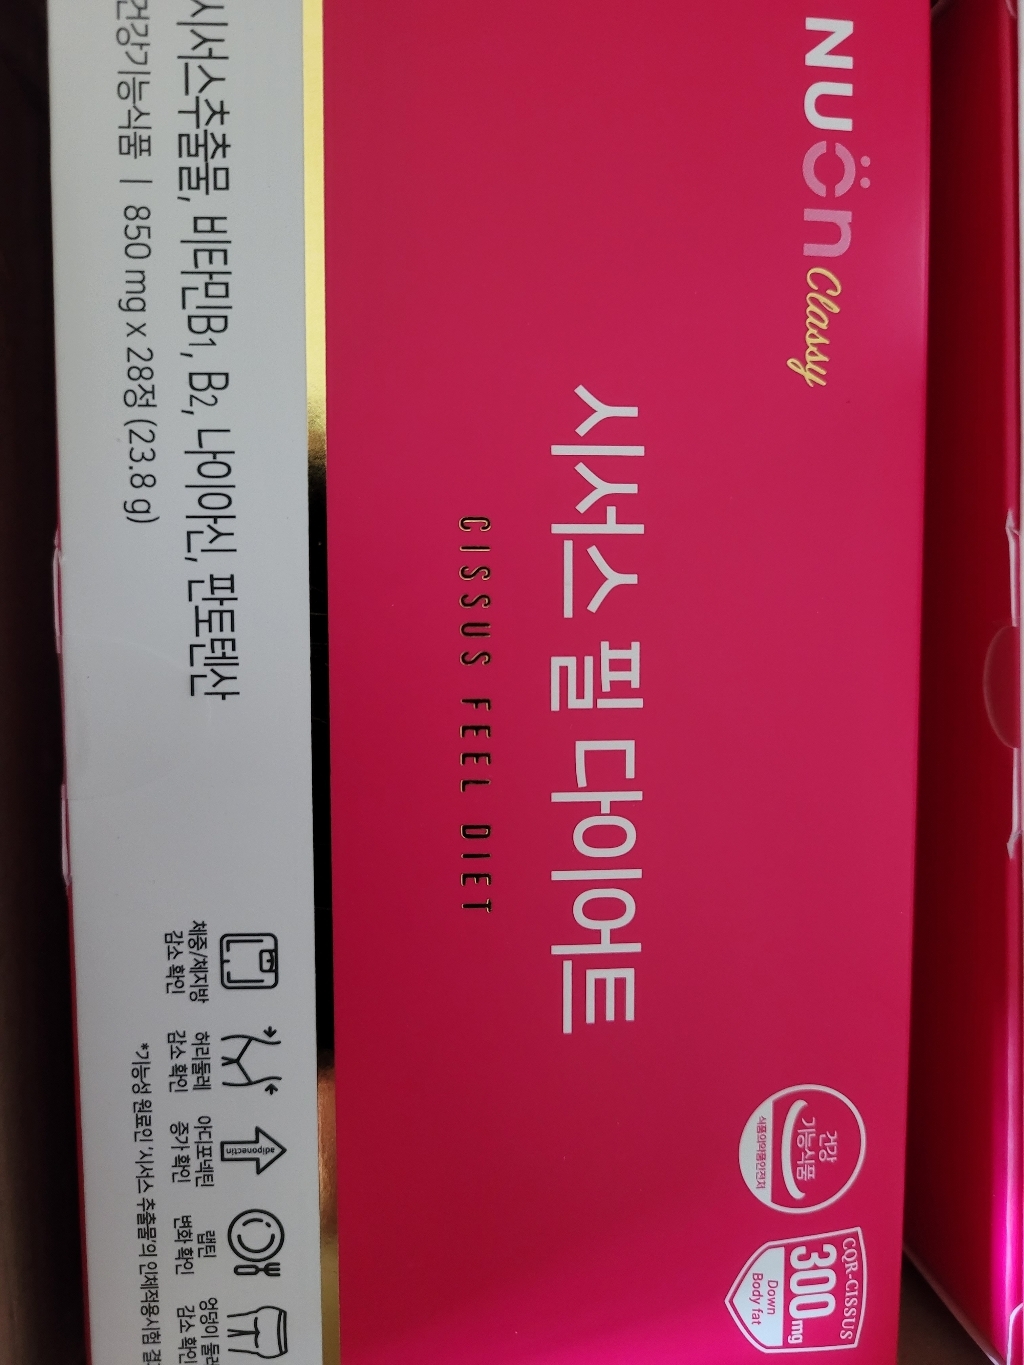 NUön Classy
시서스 필 다이어트
CISSUS FEEL DIET
건강
기능식품
식품의약품안전처
CQR-CISSUS
300mg
Down
Body fat
시서스추출물, 비타민B1, B2, 나이아신, 판토텐산
건강기능식품 | 850 mg x 28정 (23.8 g)
체중/체지방
감소 확인
허리둘레
감소 확인
adiponectin
아디포넥틴
증가 확인
렙틴
변화 확인
엉덩이 둘레
감소 확인
*기능성 원료인 '시서스 추출물'의 인체적용시험